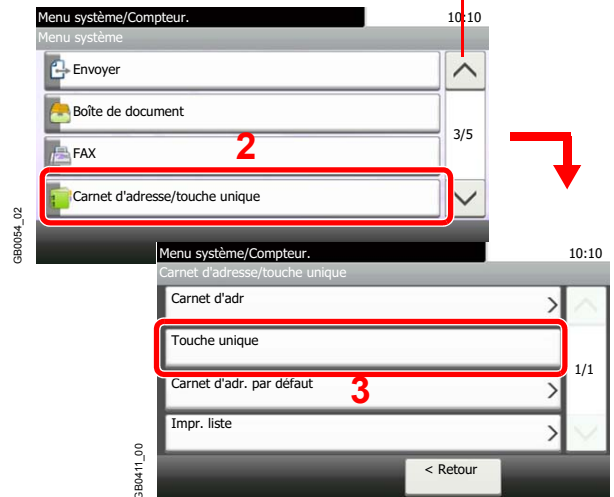 Menu système/Compteur. 10:10
Menu système
Envoyer
Boîte de document
3/5
2
FAX
Carnet d'adresse/touche unique
GB0054_02
Menu système/Compteur. 10:10
Carnet d'adresse/touche unique
Carnet d'adr
Touche unique
1/1
Carnet d'adr. par défaut
3
Impr. liste
< Retour
GB0411_00